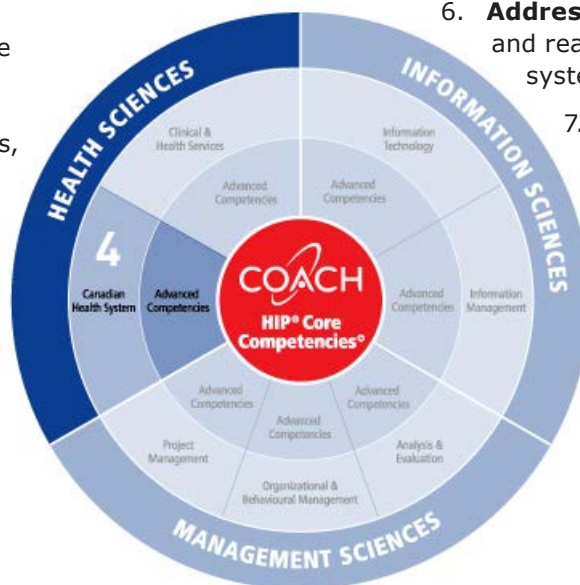 6. Addres
and rea
syste
7.
e
s,
HEALTH SCIENCES
INFORMATION SCIENCES
MANAGEMENT SCIENCES
Clinical &
Health Services
Advanced
Competencies
Information
Technology
Advanced
Competencies
4
Canadian
Health System
Advanced
Competencies
COACH
HIP® Core
Competencies©
Advanced
Competencies
Information
Management
Advanced
Competencies
Project
Management
Advanced
Competencies
Organizational &
Behavioural Management
Advanced
Competencies
Analysis &
Evaluation